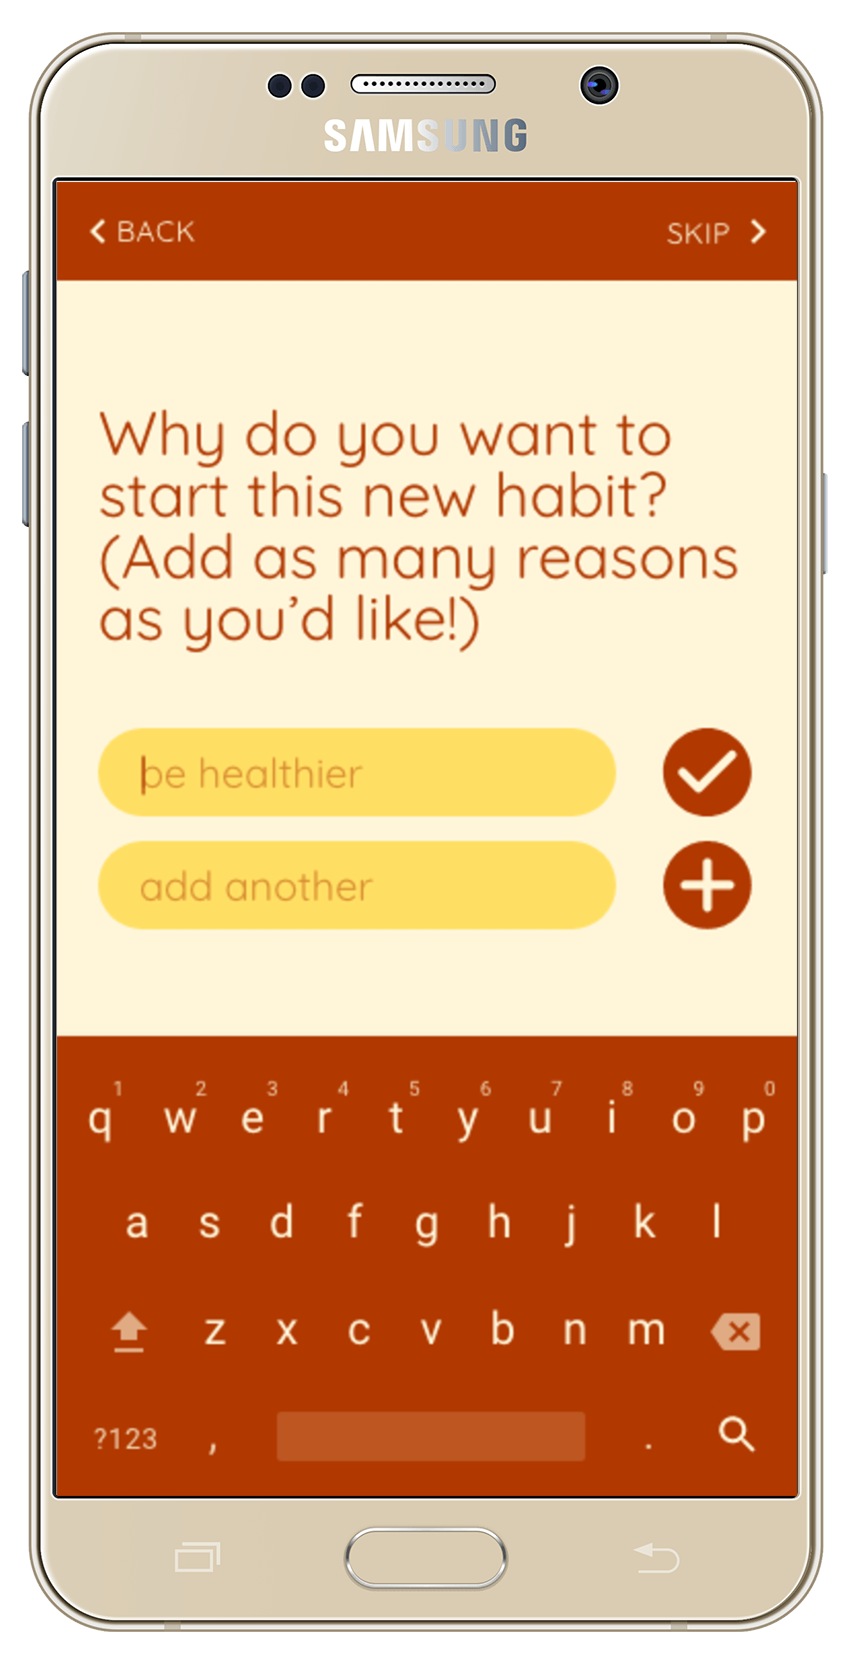 SAMSUNG
BACK SKIP
Why do you want to
start this new habit?
(Add as many reasons
as you’d like!)
be healthier
add another
1 2 3 4 5 6 7 8 9 0
q w e r t y u i o p
a s d f g h j k l
z x c v b n m
?123 , .